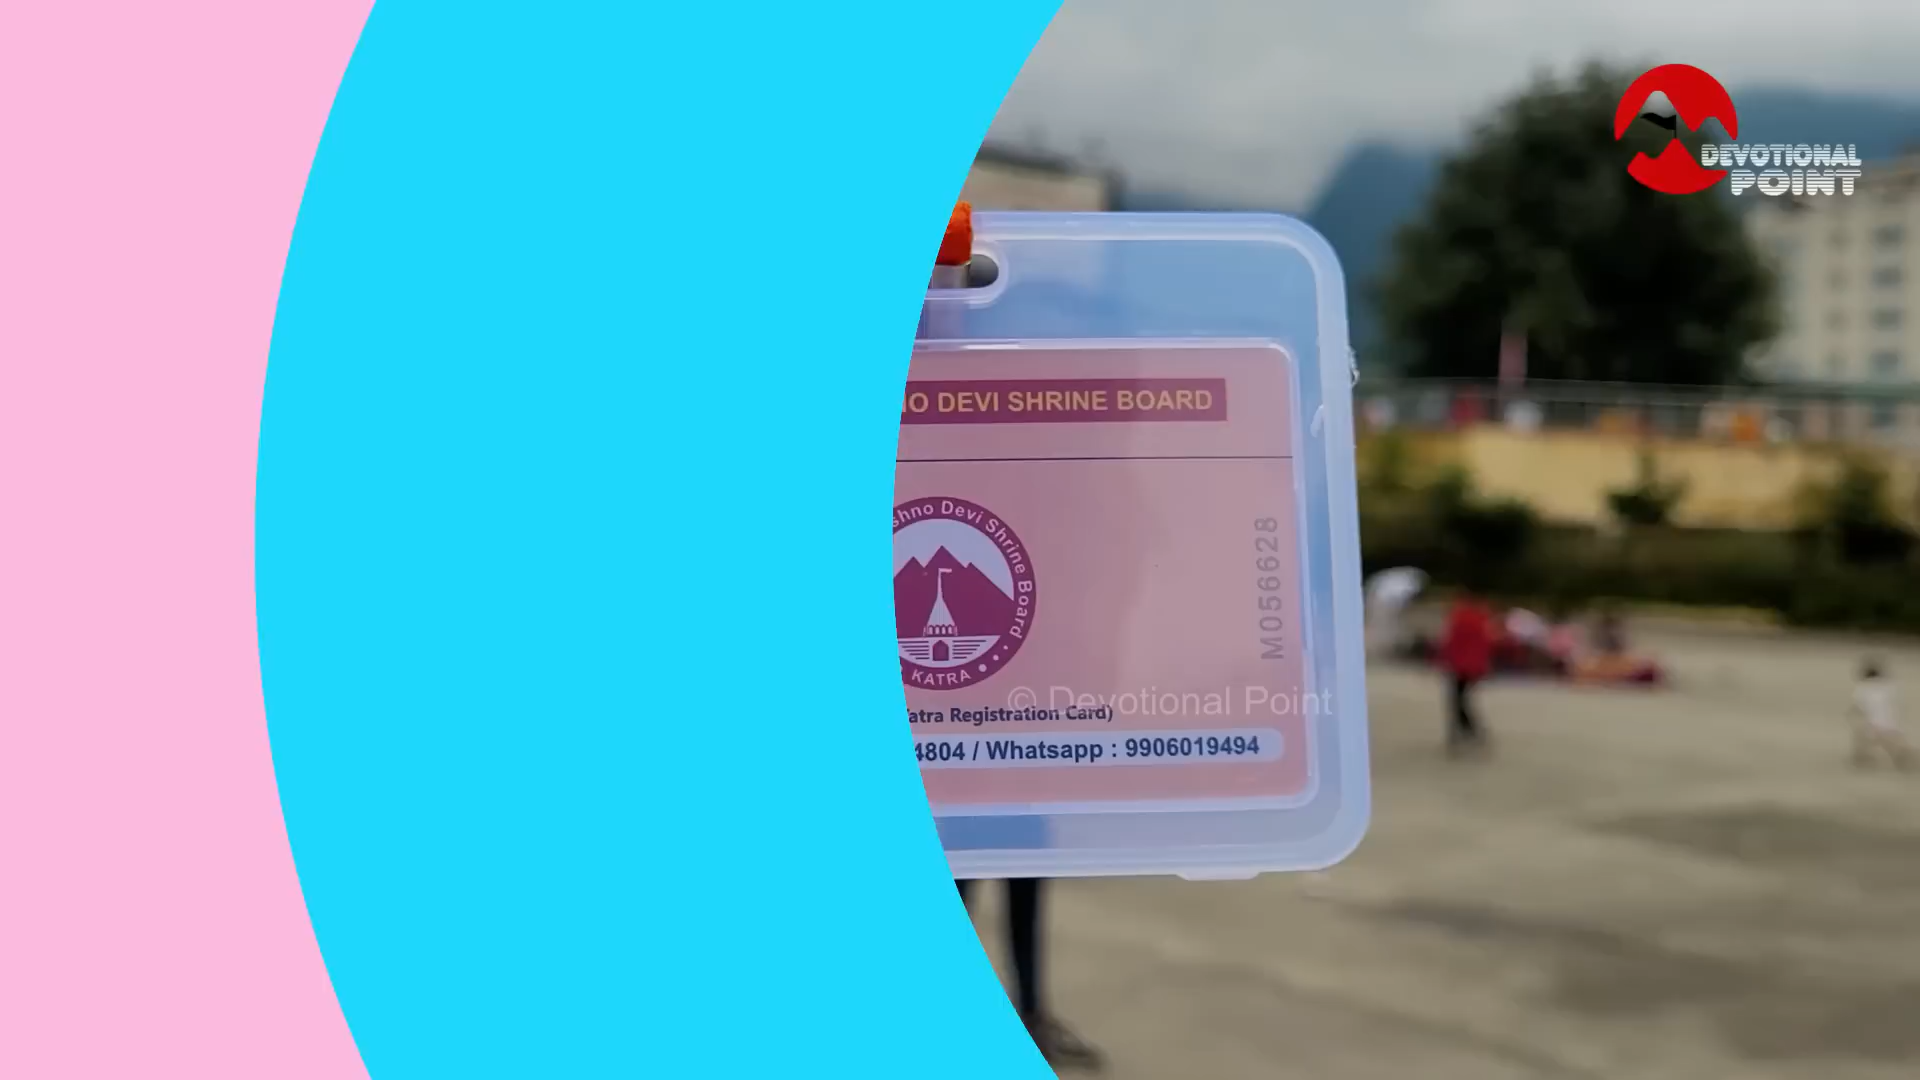 DEVOTIONAL
POINT
NO DEVI SHRINE BOARD
shno Devi Shrine Board
KATRA
M056628
© Devotional Point
atra Registration Card)
4804 / Whatsapp : 9906019494